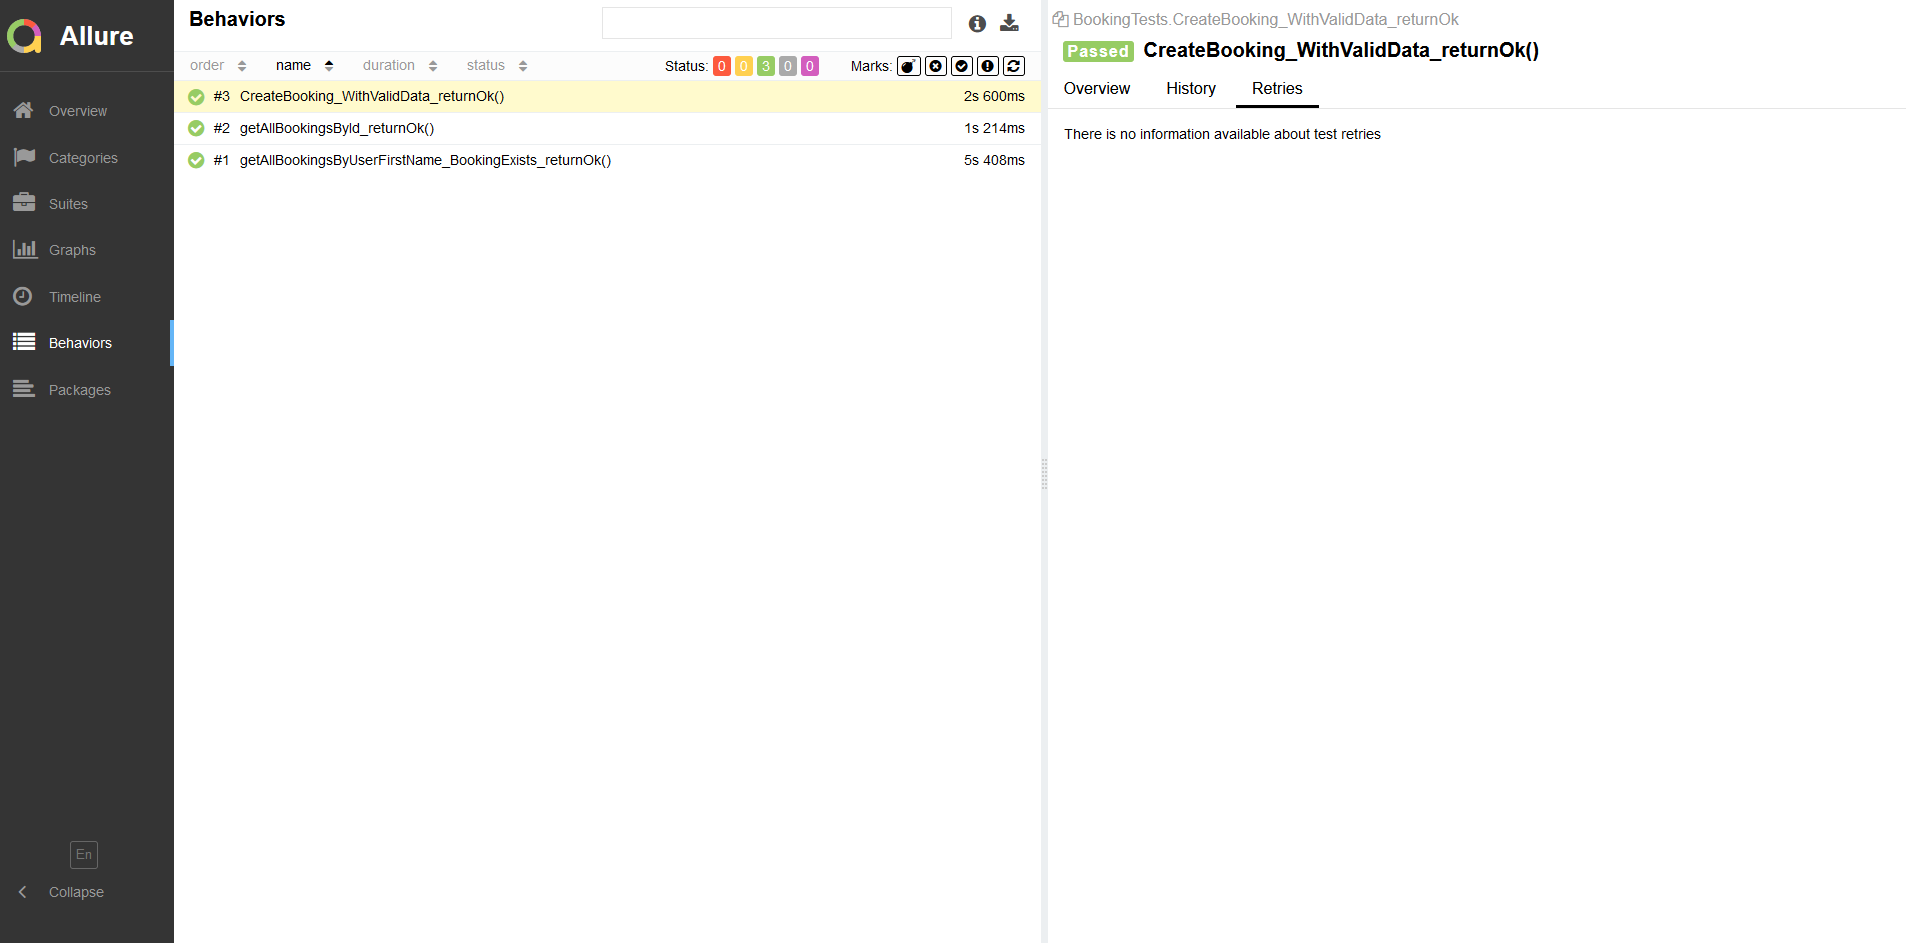 Allure
Overview
Categories
Suites
Graphs
Timeline
Behaviors
Packages
En
Collapse
Behaviors
order name duration status Status: 0 0 3 0 0 Marks:
#3 CreateBooking_WithValidData_returnOk() 2s 600ms
#2 getAllBookingsById_returnOk() 1s 214ms
#1 getAllBookingsByUserFirstName_BookingExists_returnOk() 5s 408ms
BookingTests.CreateBooking_WithValidData_returnOk
Passed CreateBooking_WithValidData_returnOk()
Overview History Retries
There is no information available about test retries